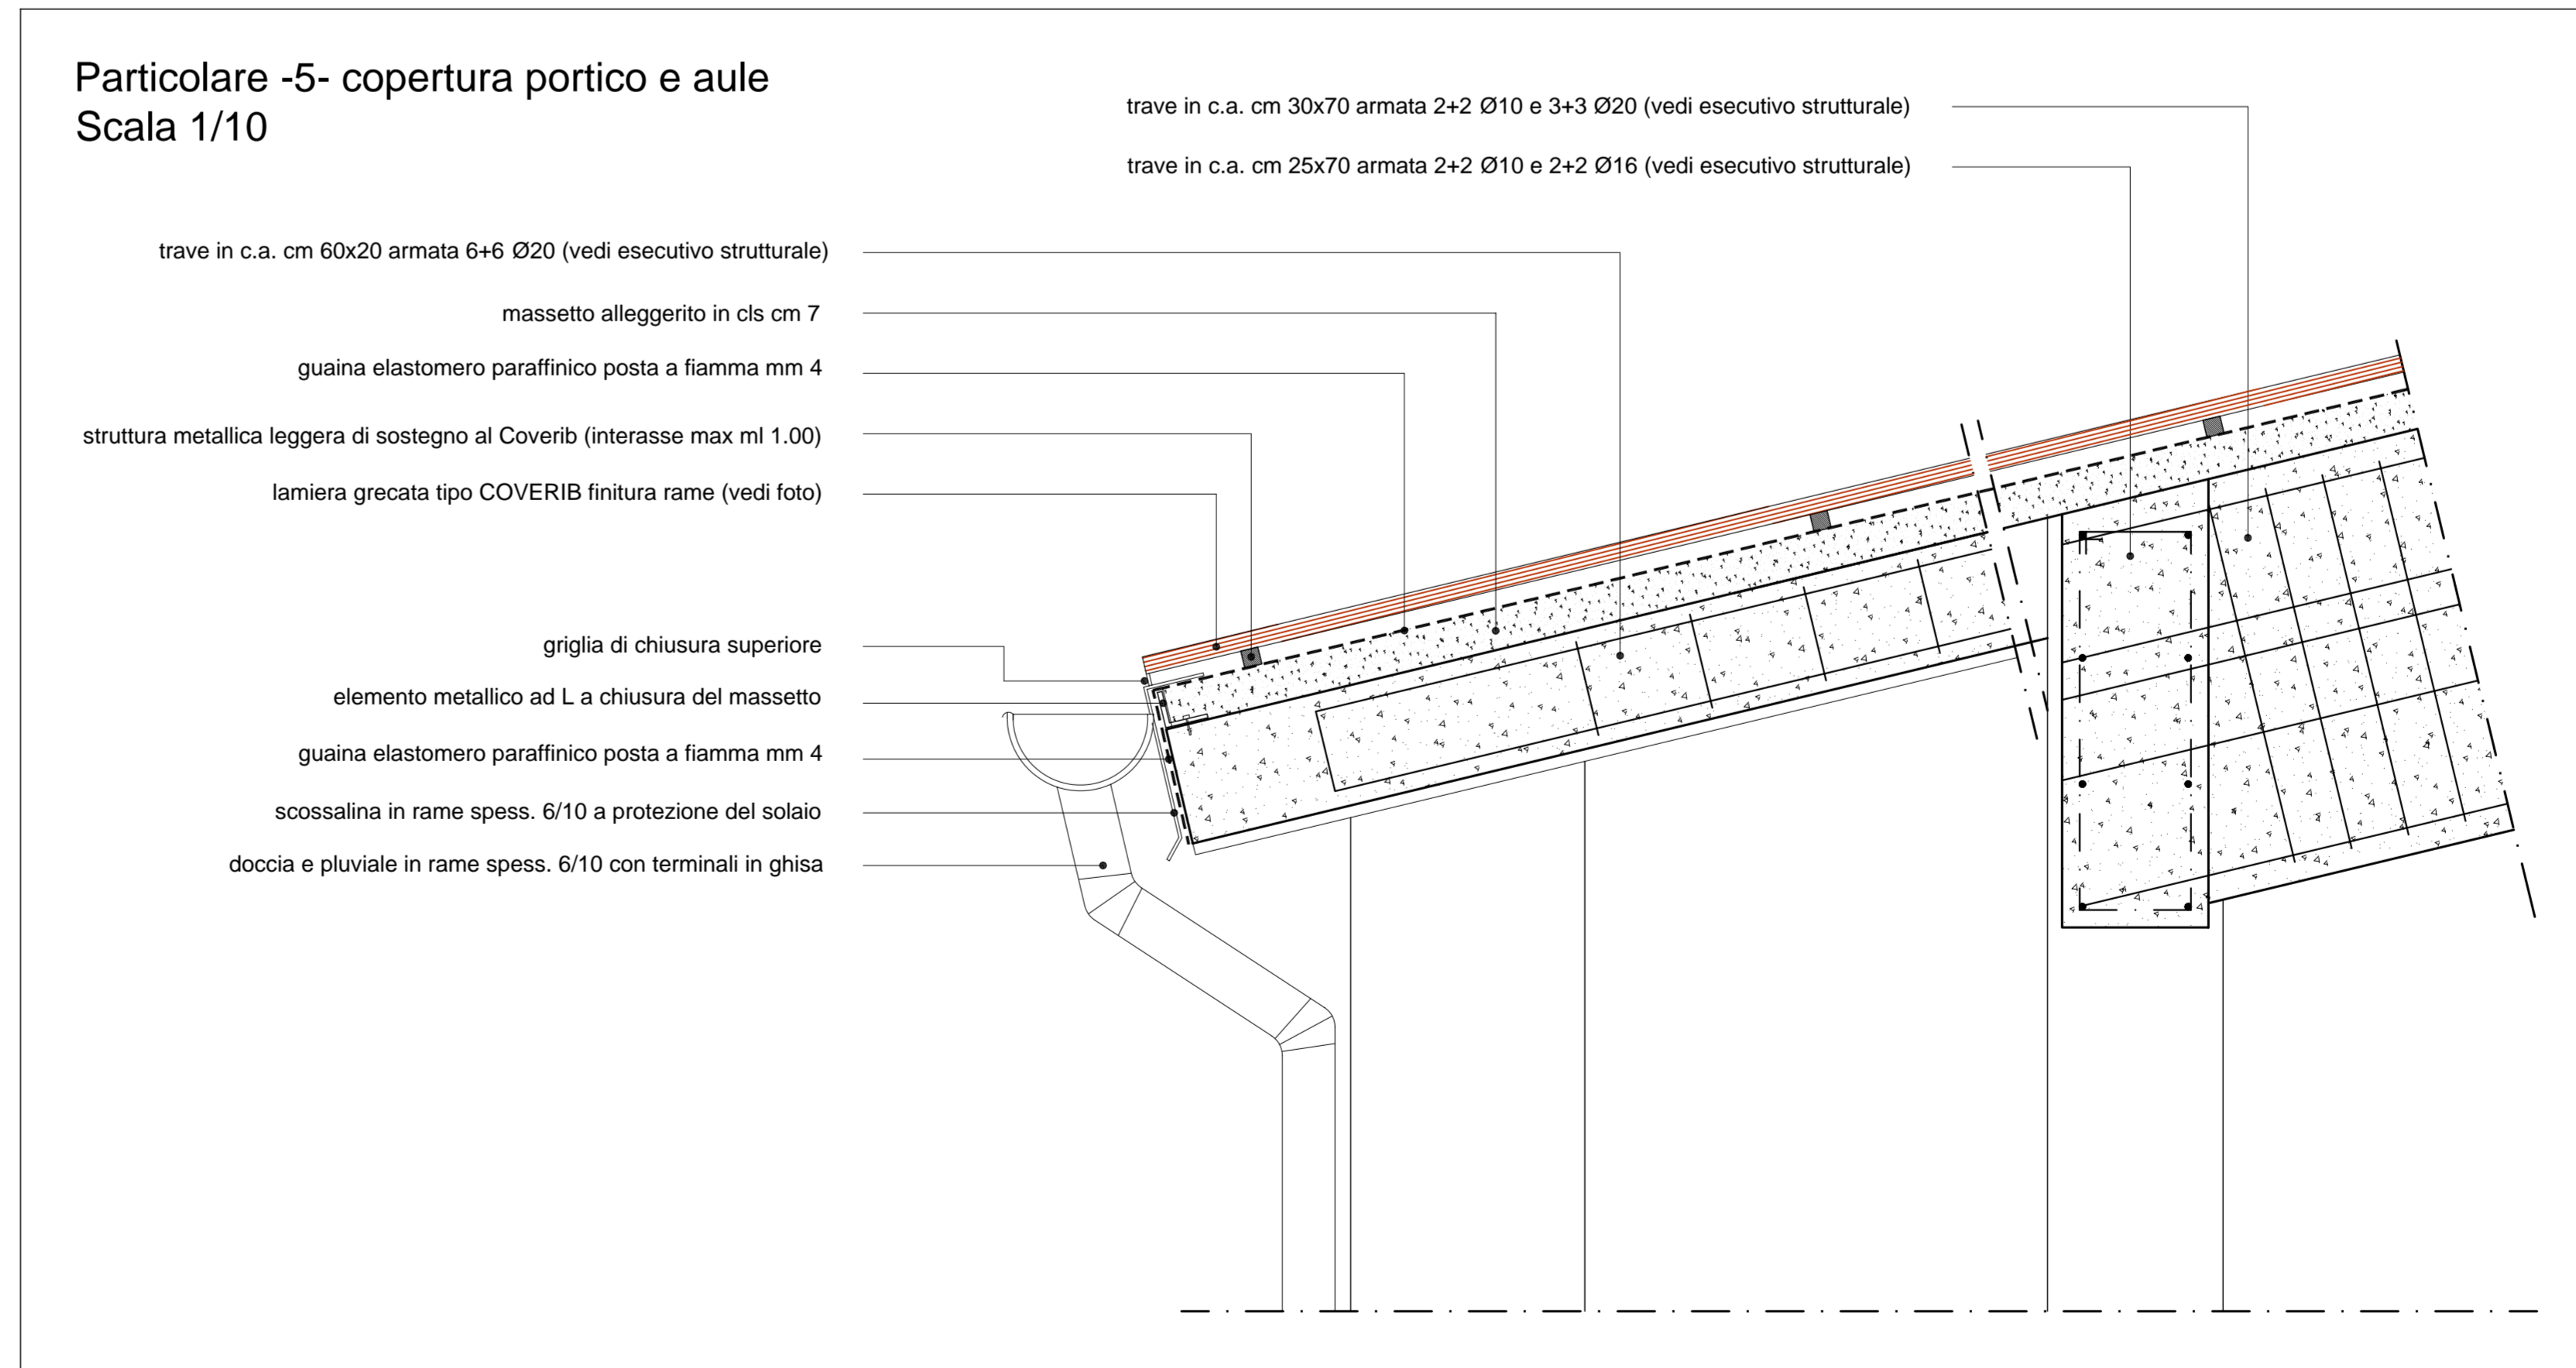 Particolare -5- copertura portico e aule
Scala 1/10
trave in c.a. cm 30x70 armata 2+2 Ø10 e 3+3 Ø20 (vedi esecutivo strutturale)
trave in c.a. cm 25x70 armata 2+2 Ø10 e 2+2 Ø16 (vedi esecutivo strutturale)
trave in c.a. cm 60x20 armata 6+6 Ø20 (vedi esecutivo strutturale)
massetto alleggerito in cls cm 7
guaina elastomero paraffinico posta a fiamma mm 4
struttura metallica leggera di sostegno al Coverib (interasse max ml 1.00)
lamiera grecata tipo COVERIB finitura rame (vedi foto)
griglia di chiusura superiore
elemento metallico ad L a chiusura del massetto
guaina elastomero paraffinico posta a fiamma mm 4
scossalina in rame spess. 6/10 a protezione del solaio
doccia e pluviale in rame spess. 6/10 con terminali in ghisa